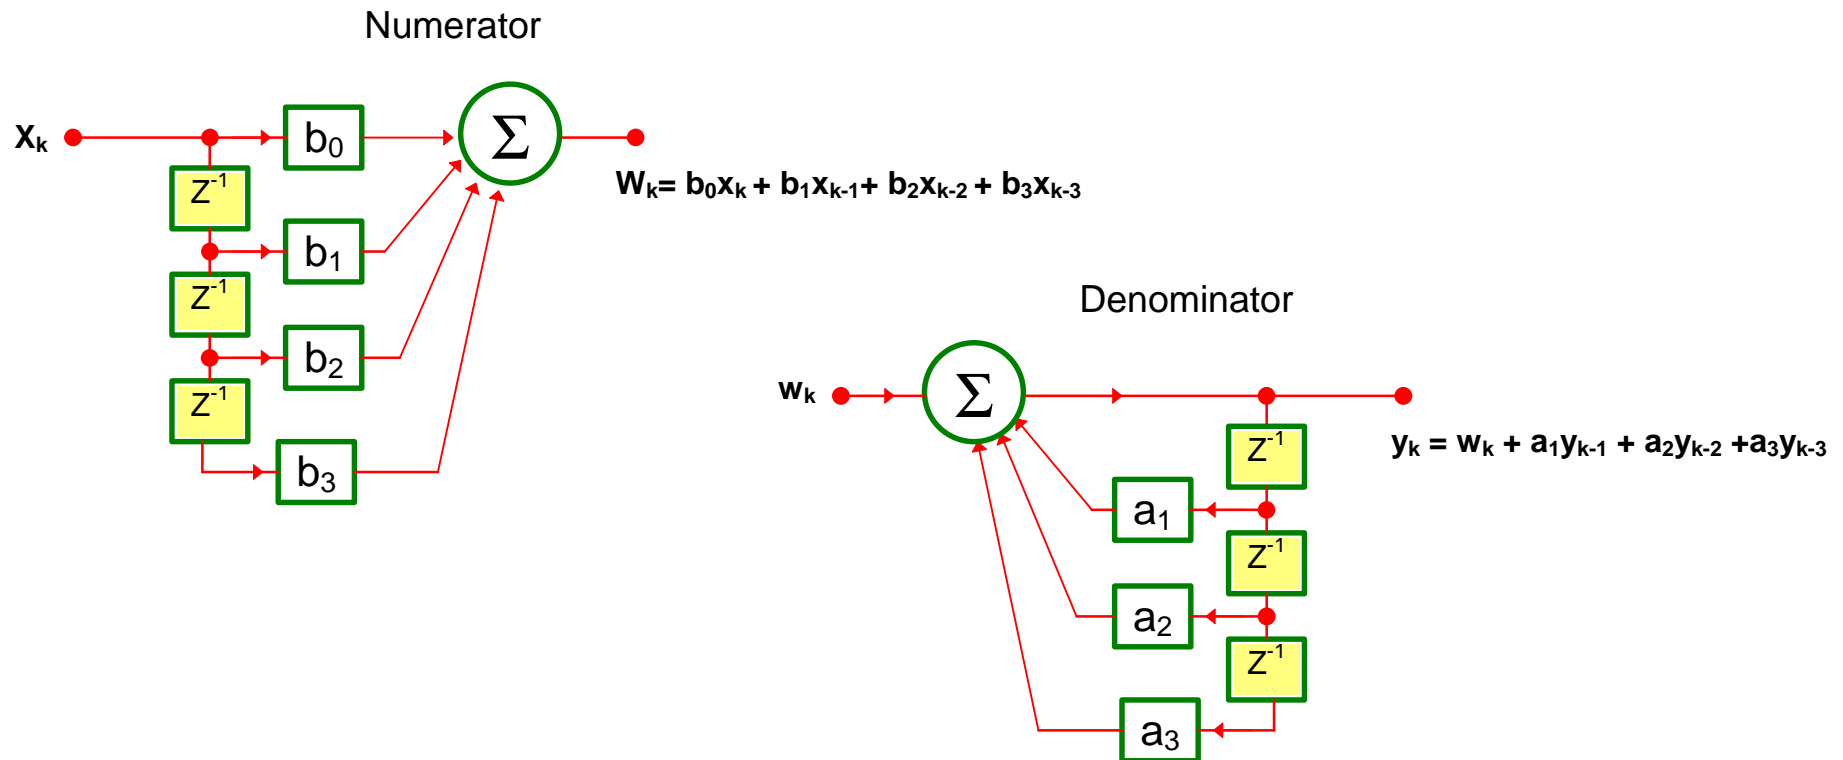 Numerator
Xₖ
b₀
Σ
Z⁻¹
Wₖ= b₀xₖ + b₁xₖ₋₁+ b₂xₖ₋₂ + b₃xₖ₋₃
b₁
Z⁻¹
b₂
Z⁻¹
b₃
Denominator
wₖ
Σ
Z⁻¹
yₖ = wₖ + a₁yₖ₋₁ + a₂yₖ₋₂ +a₃yₖ₋₃
a₁
Z⁻¹
a₂
Z⁻¹
a₃